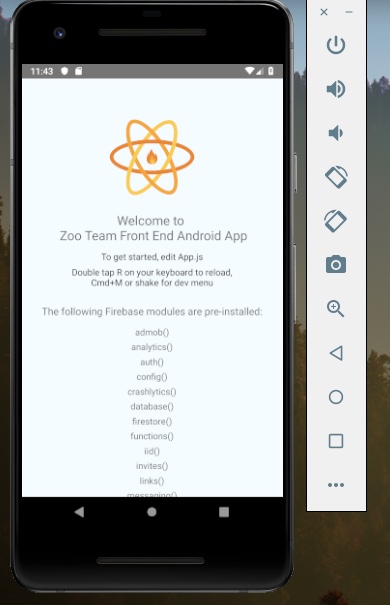 11:43
Welcome to
Zoo Team Front End Android App
To get started, edit App.js
Double tap R on your keyboard to reload,
Cmd+M or shake for dev menu
The following Firebase modules are pre-installed:
admob()
analytics()
auth()
config()
crashlytics()
database()
firestore()
functions()
iid()
invites()
links()
messaging()